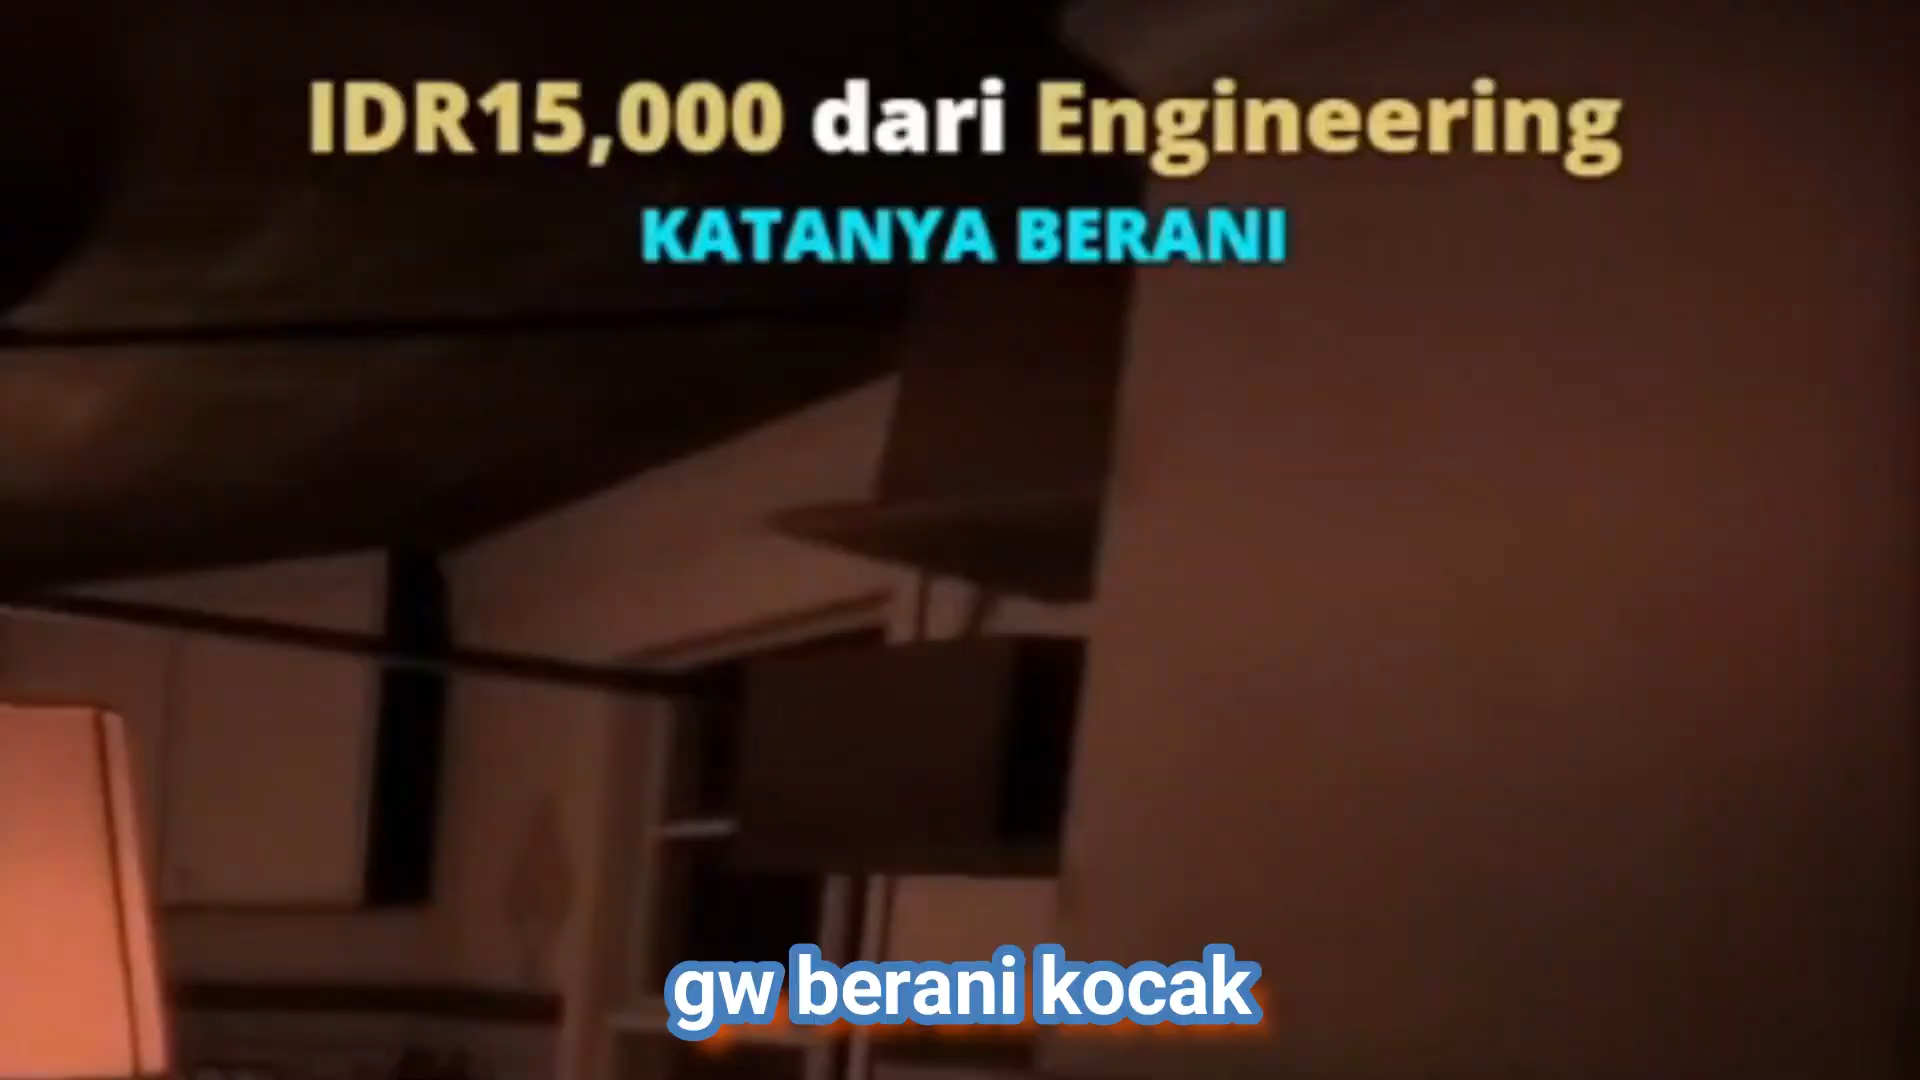 IDR15,000 dari Engineering
KATANYA BERANI
gw berani kocak